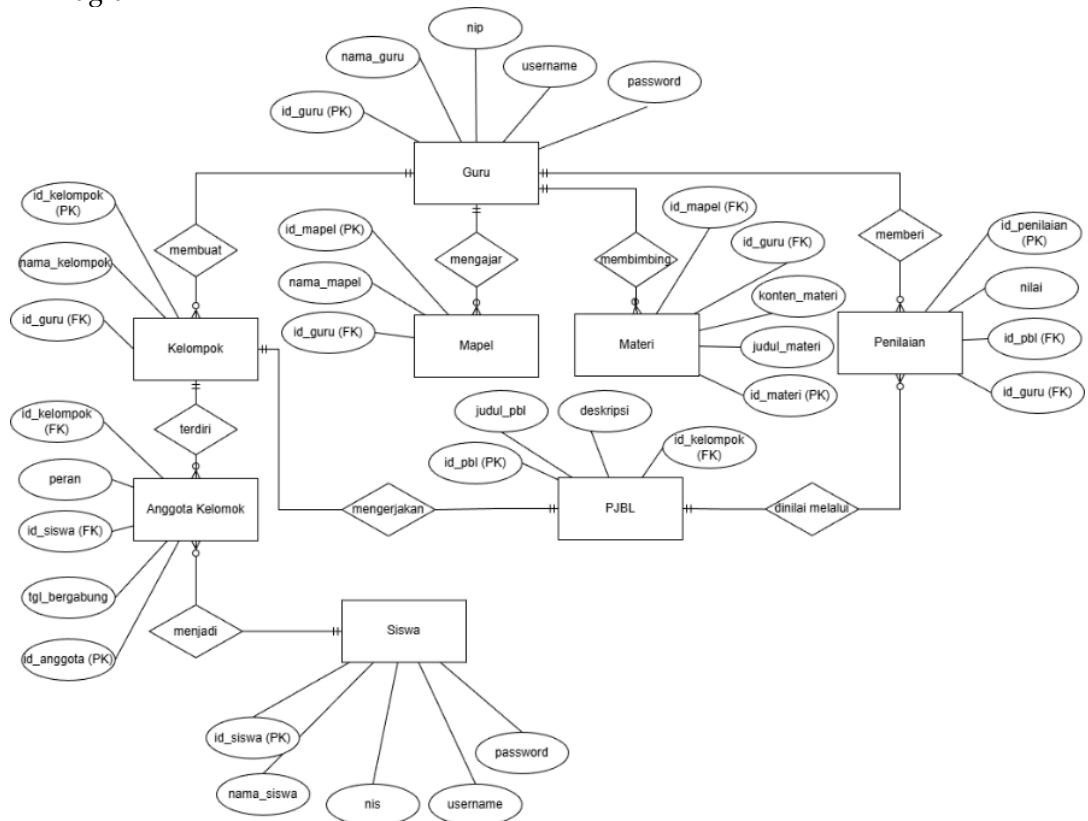 nip
nama_guru
username
password
id_guru (PK)
Guru
id_kelompok
(PK)
membuat
nama_kelompok
id_guru (FK)
Kelompok
id_mapel (PK)
mengajar
nama_mapel
id_guru (FK)
Mapel
id_mapel (FK)
membimbing
id_guru (FK)
konten_materi
judul_materi
id_materi (PK)
Materi
memberi
id_penilaian
(PK)
nilai
id_pbl (FK)
id_guru (FK)
Penilaian
id_kelompok
(FK)
terdiri
peran
Anggota Kelomok
id_siswa (FK)
tgl_bergabung
id_anggota (PK)
judul_pbl
deskripsi
id_kelompok
(FK)
id_pbl (PK)
mengerjakan
PJBL
dinilai melalui
menjadi
Siswa
id_siswa (PK)
nama_siswa
nis
username
password